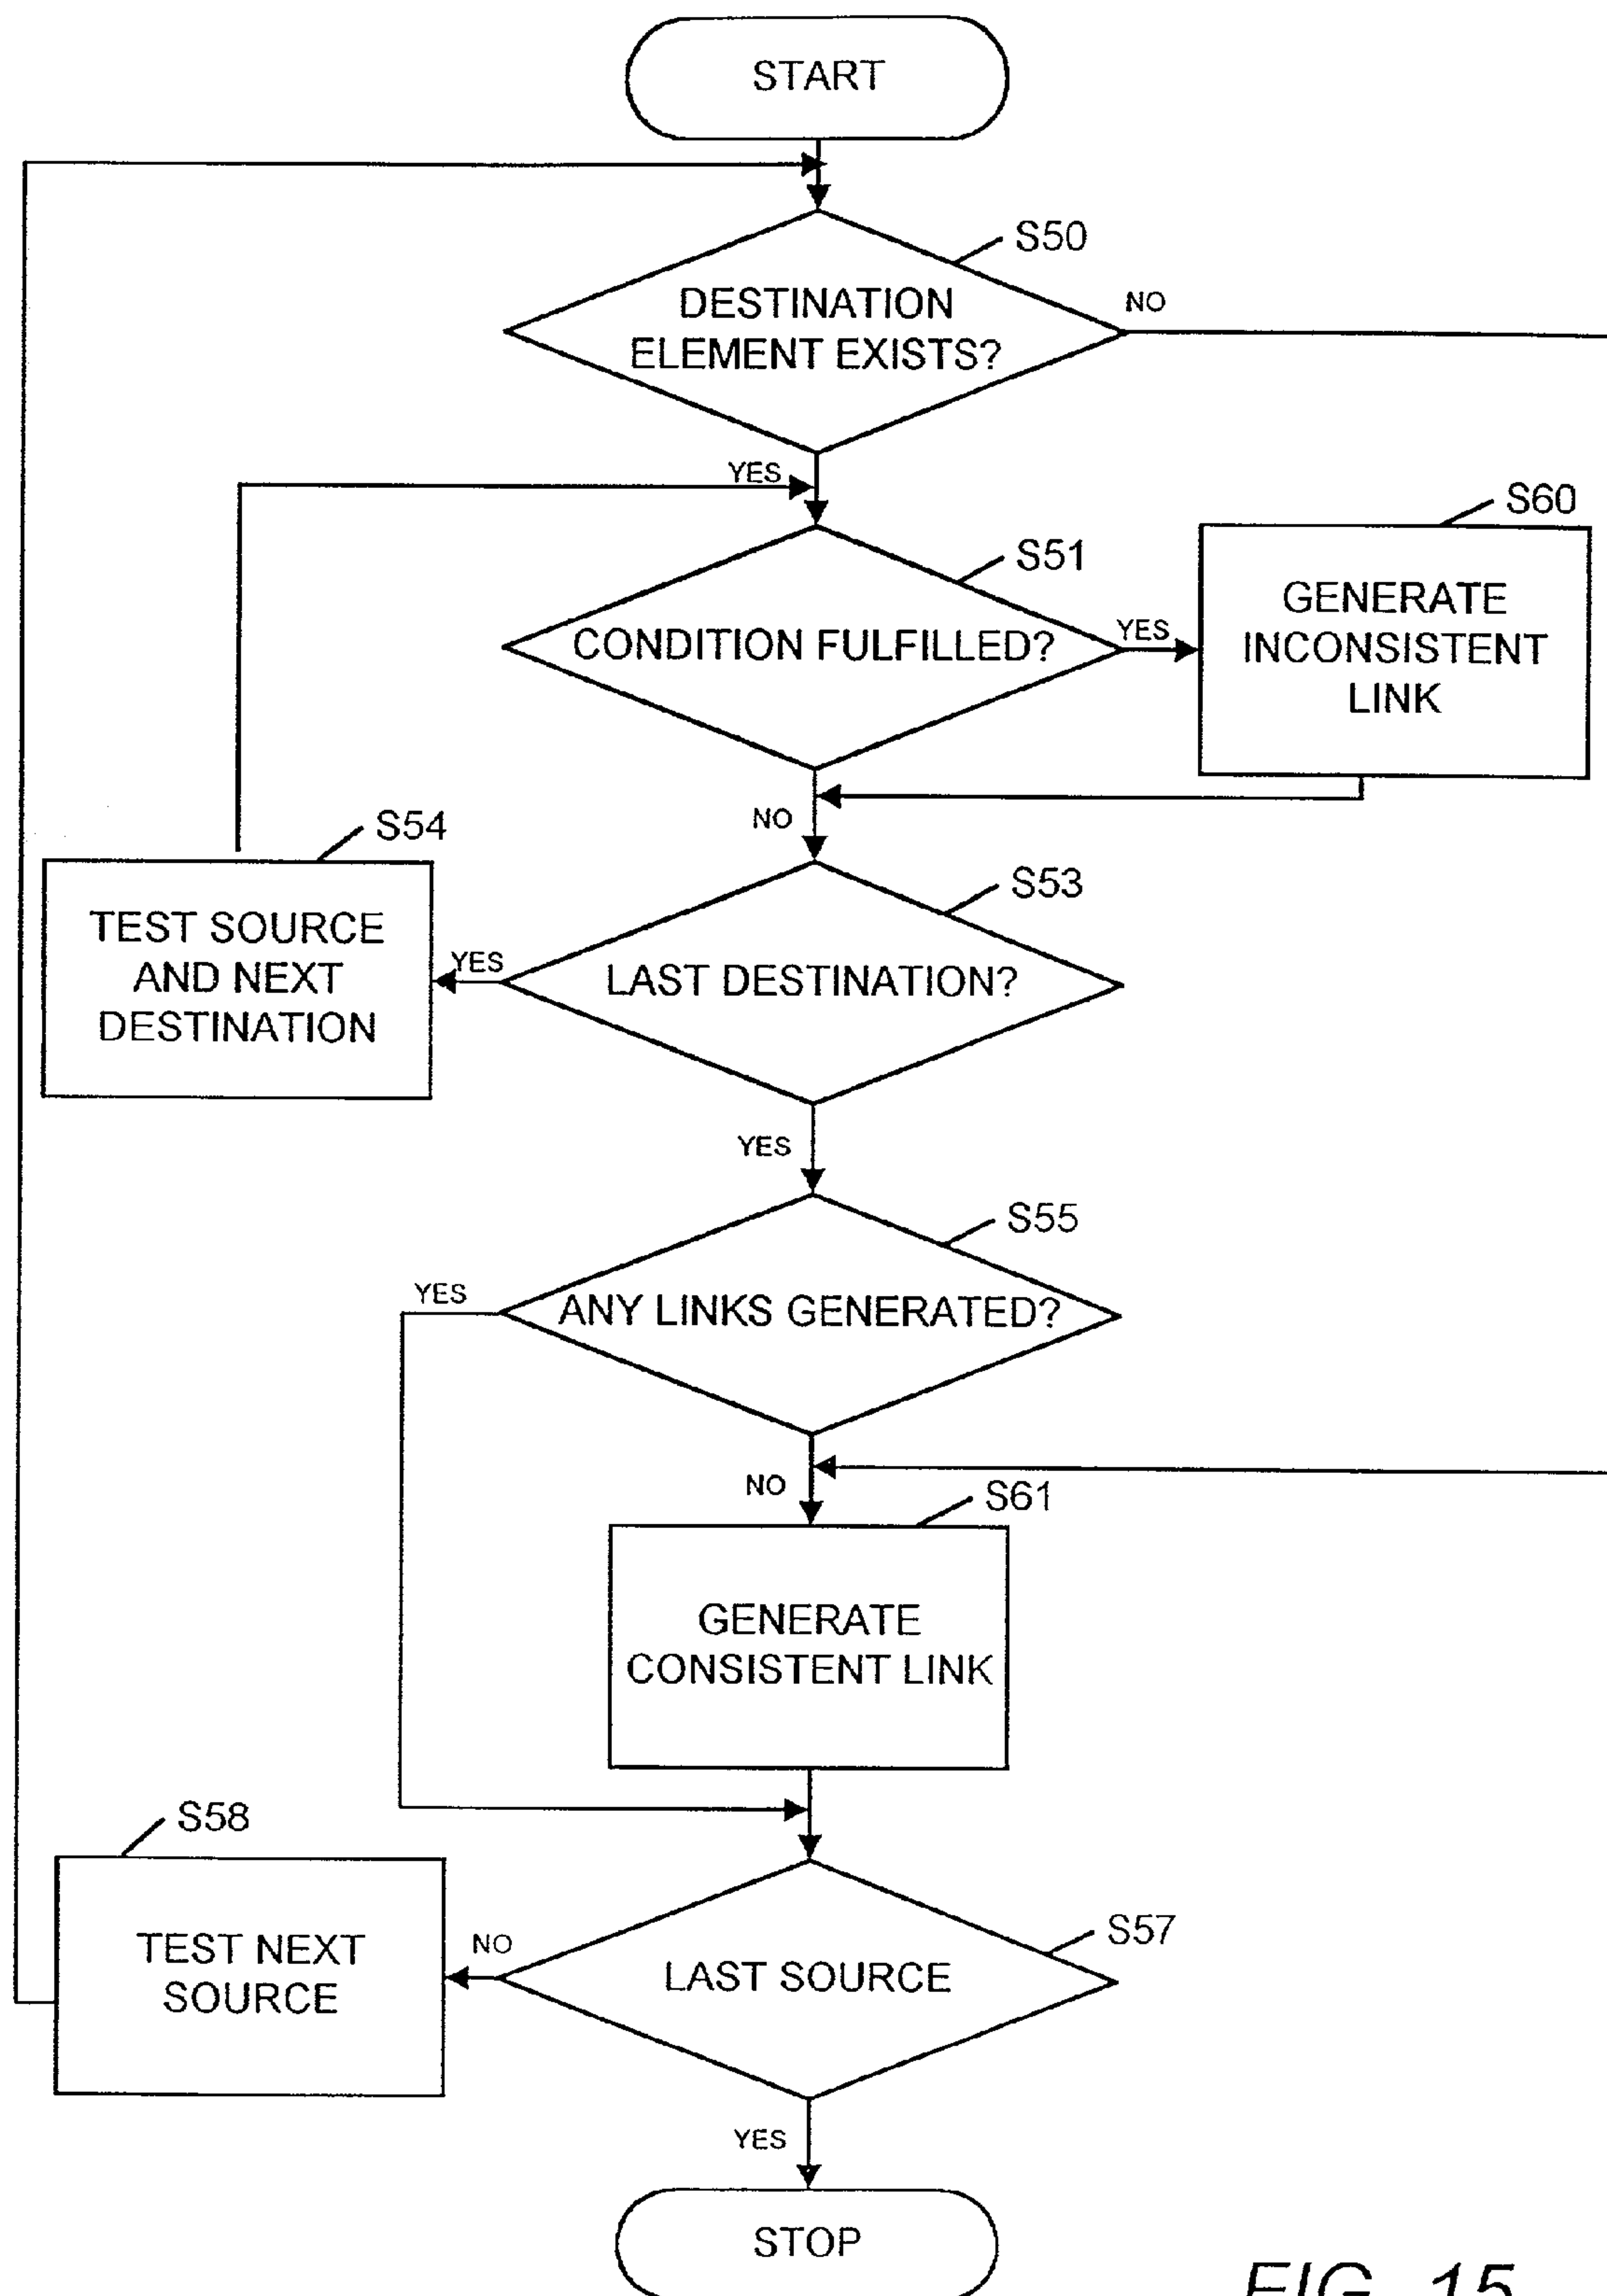 START
S50
DESTINATION
ELEMENT EXISTS?
NO
YES
S60
S51
CONDITION FULFILLED?
YES
GENERATE
INCONSISTENT
LINK
NO
S54
S53
TEST SOURCE
AND NEXT
DESTINATION
YES
LAST DESTINATION?
YES
S55
YES
ANY LINKS GENERATED?
NO
S61
GENERATE
CONSISTENT LINK
S58
S57
TEST NEXT
SOURCE
NO
LAST SOURCE
YES
STOP
FIG. 15